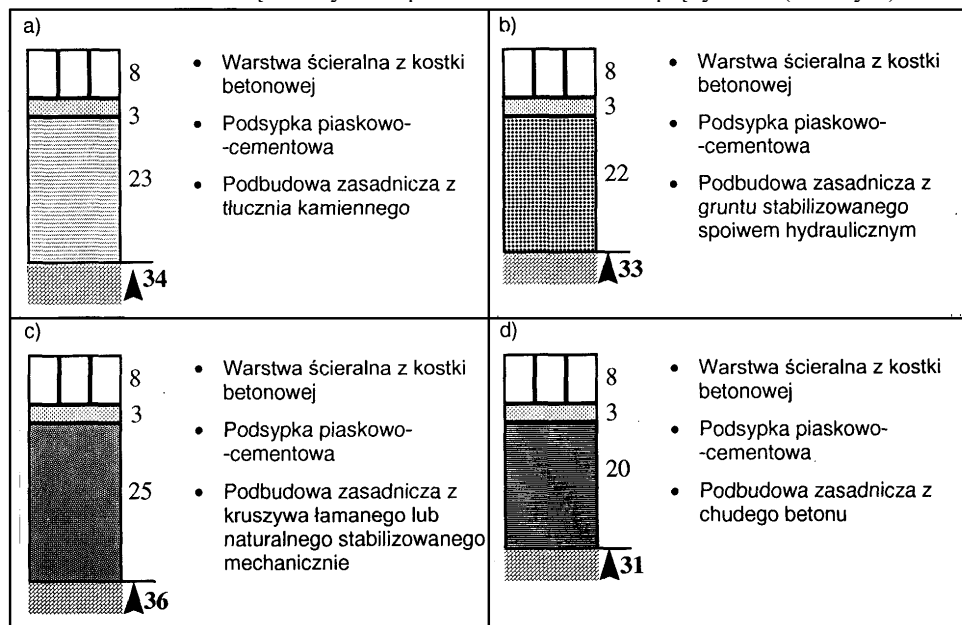 a)
8
3
23
34
• Warstwa ścieralna z kostki
betonowej
• Podsypka piaskowo-
-cementowa
• Podbudowa zasadnicza z
tłucznia kamiennego
b)
8
3
22
33
• Warstwa ścieralna z kostki
betonowej
• Podsypka piaskowo-
-cementowa
• Podbudowa zasadnicza z
gruntu stabilizowanego
spoiwem hydraulicznym
c)
8
3
25
36
• Warstwa ścieralna z kostki
betonowej
• Podsypka piaskowo-
-cementowa
• Podbudowa zasadnicza z
kruszywa łamanego lub
naturalnego stabilizowanego
mechanicznie
d)
8
3
20
31
• Warstwa ścieralna z kostki
betonowej
• Podsypka piaskowo-
-cementowa
• Podbudowa zasadnicza z
chudego betonu